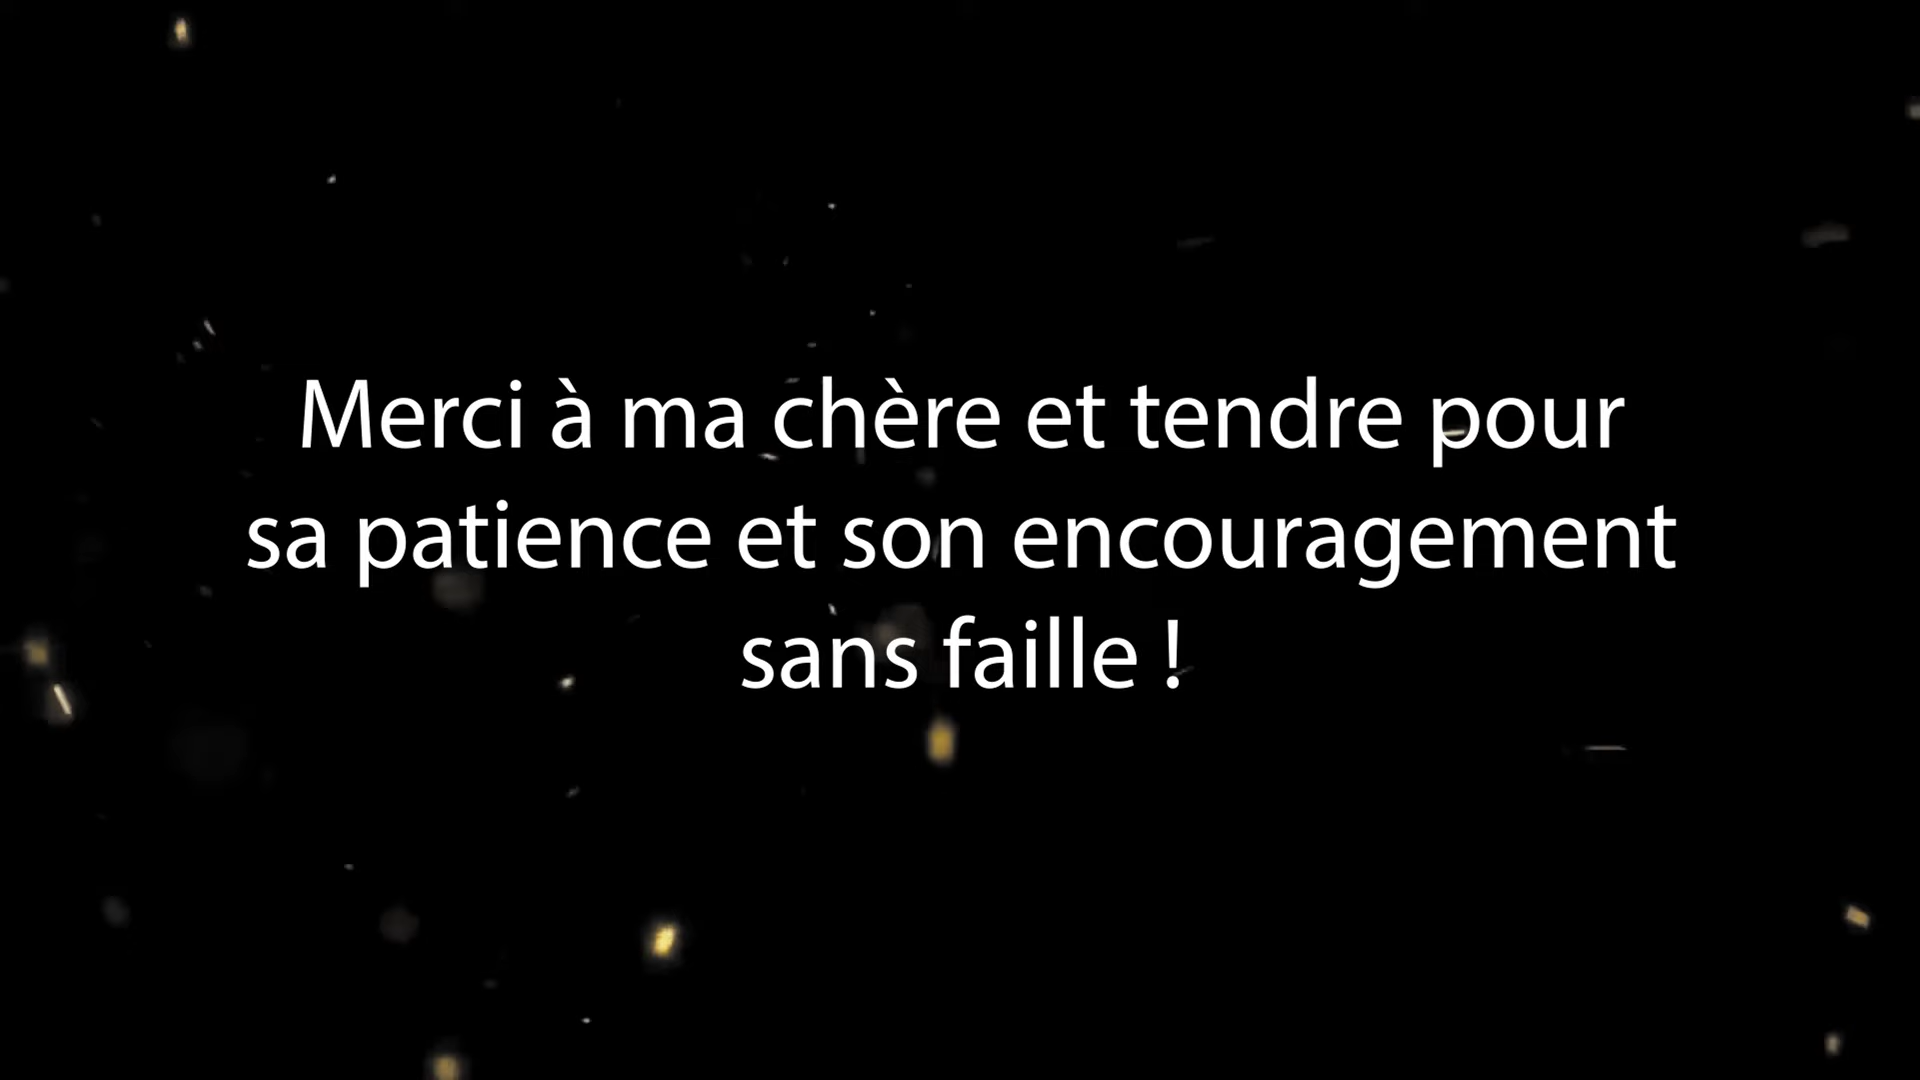 Merci à ma chère et tendre pour
sa patience et son encouragement
sans faille !